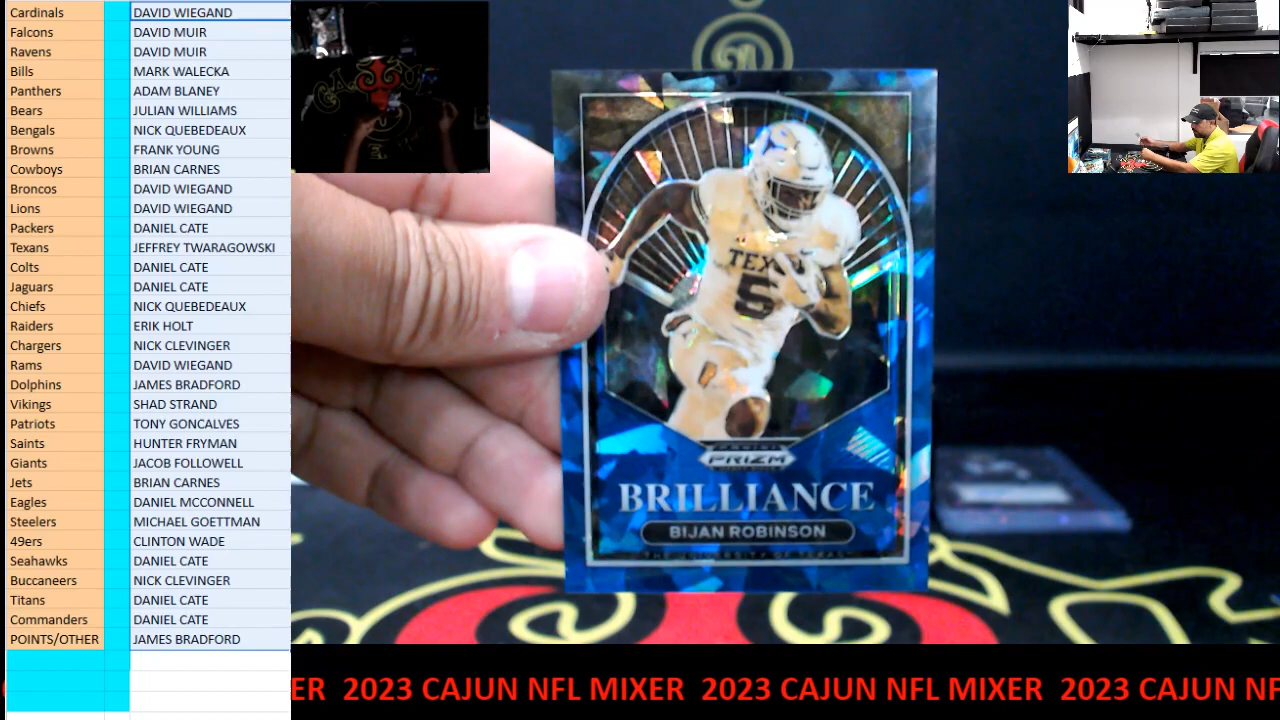 Cardinals DAVID WIEGAND
Falcons DAVID MUIR
Ravens DAVID MUIR
Bills MARK WALECKA
Panthers ADAM BLANEY
Bears JULIAN WILLIAMS
Bengals NICK QUEBEDEAUX
Browns FRANK YOUNG
Cowboys BRIAN CARNES
Broncos DAVID WIEGAND
Lions DAVID WIEGAND
Packers DANIEL CATE
Texans JEFFREY TWARAGOWSKI
Colts DANIEL CATE
Jaguars DANIEL CATE
Chiefs NICK QUEBEDEAUX
Raiders ERIK HOLT
Chargers NICK CLEVINGER
Rams DAVID WIEGAND
Dolphins JAMES BRADFORD
Vikings SHAD STRAND
Patriots TONY GONCALVES
Saints HUNTER FRYMAN
Giants JACOB FOLLOWELL
Jets BRIAN CARNES
Eagles DANIEL MCCONNELL
Steelers MICHAEL GOETTMAN
49ers CLINTON WADE
Seahawks DANIEL CATE
Buccaneers NICK CLEVINGER
Titans DANIEL CATE
Commanders DANIEL CATE
POINTS/OTHER JAMES BRADFORD
TEXAS
5
PANINI
PRIZM
BRILLIANCE
BIJAN ROBINSON
THE UNIVERSITY OF TEXAS
ER 2023 CAJUN NFL MIXER 2023 CAJUN NFL MIXER 2023 CAJUN NF